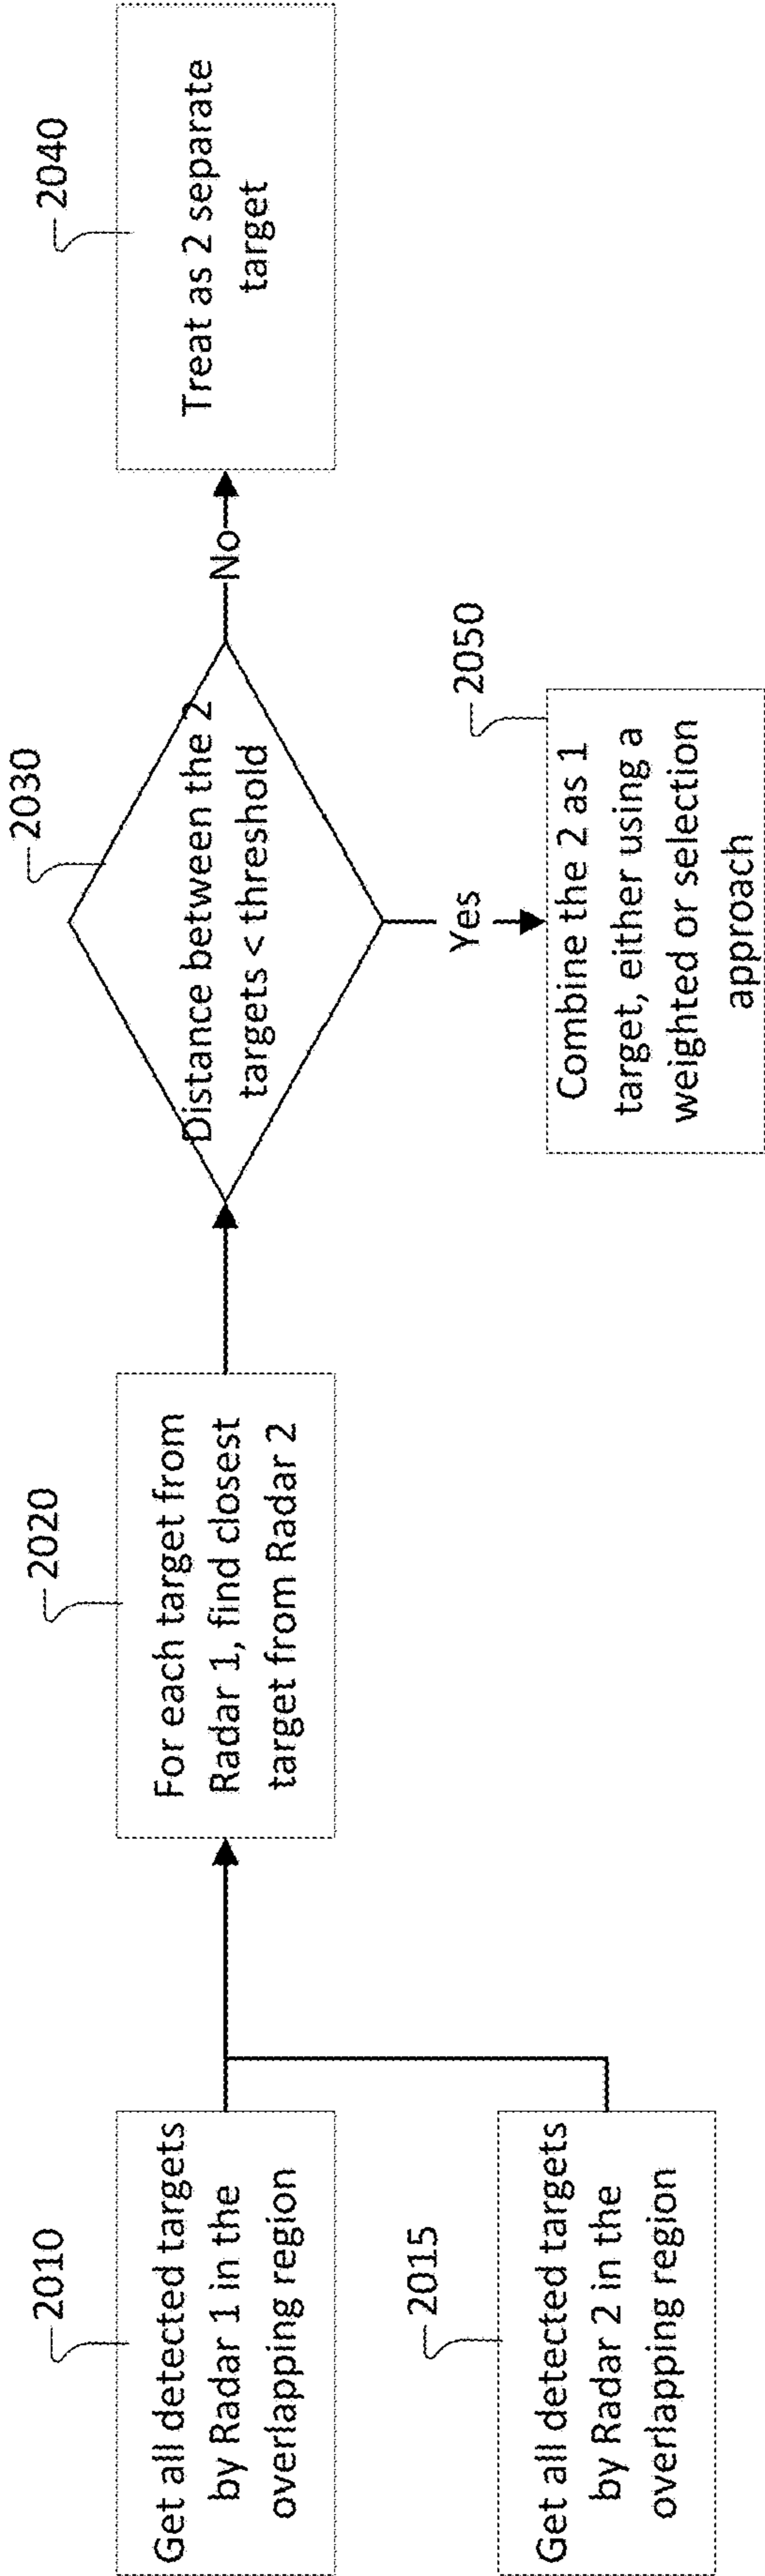 2010
Get all detected targets
by Radar 1 in the
overlapping region
2015
Get all detected targets
by Radar 2 in the
overlapping region
2020
For each target from
Radar 1, find closest
target from Radar 2
2030
Distance between the 2
targets < threshold
No
2040
Treat as 2 separate
target
Yes
2050
Combine the 2 as 1
target, either using a
weighted or selection
approach